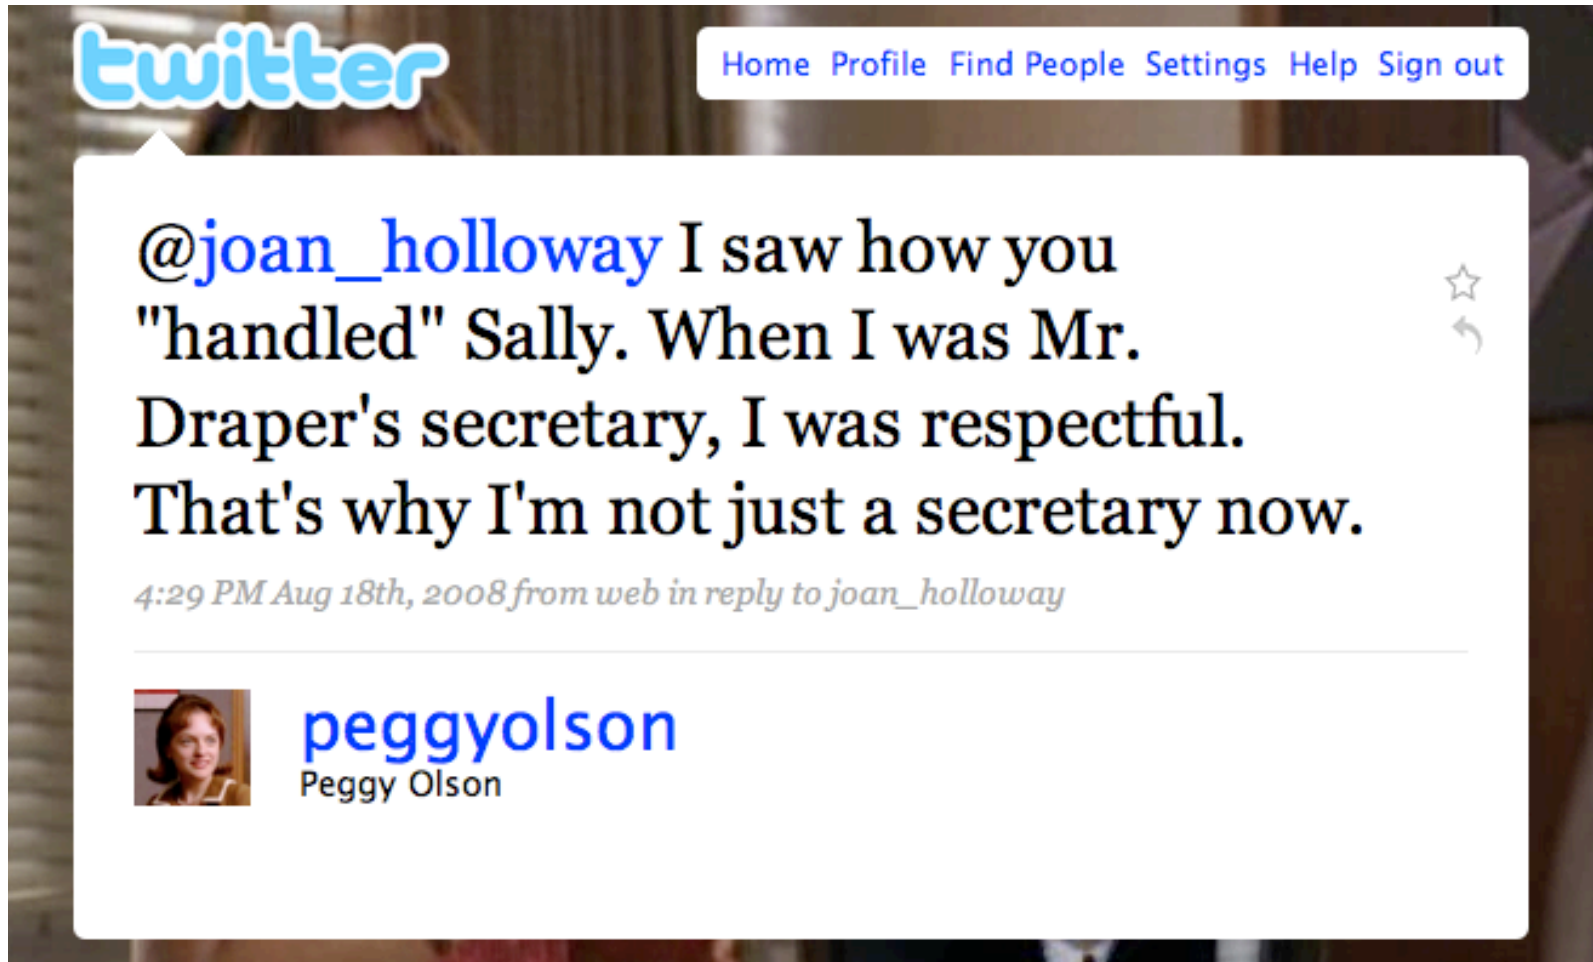 twitter
Home Profile Find People Settings Help Sign out
@joan_holloway I saw how you
"handled" Sally. When I was Mr.
Draper's secretary, I was respectful.
That's why I'm not just a secretary now.
4:29 PM Aug 18th, 2008 from web in reply to joan_holloway
peggyolson
Peggy Olson